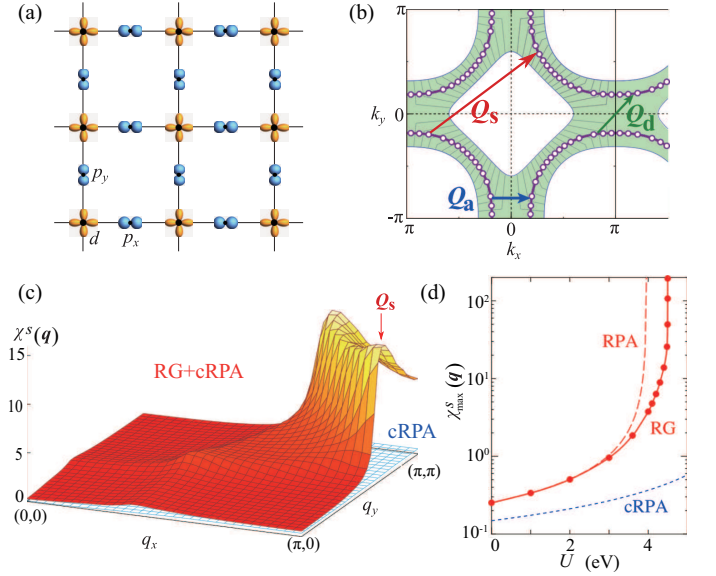 (a)
p_y
d
p_x
(b)
π
k_y
0
-π
Q_s
Q_d
Q_a
0
π
k_x
(c)
χ^s(q)
15
10
5
0
RG+cRPA
Q_s
cRPA
(π,π)
q_y
(0,0)
q_x
(π,0)
(d)
10^2
10^1
10^0
10^-1
χ^s_max(q)
RPA
RG
cRPA
0
2
4
U (eV)